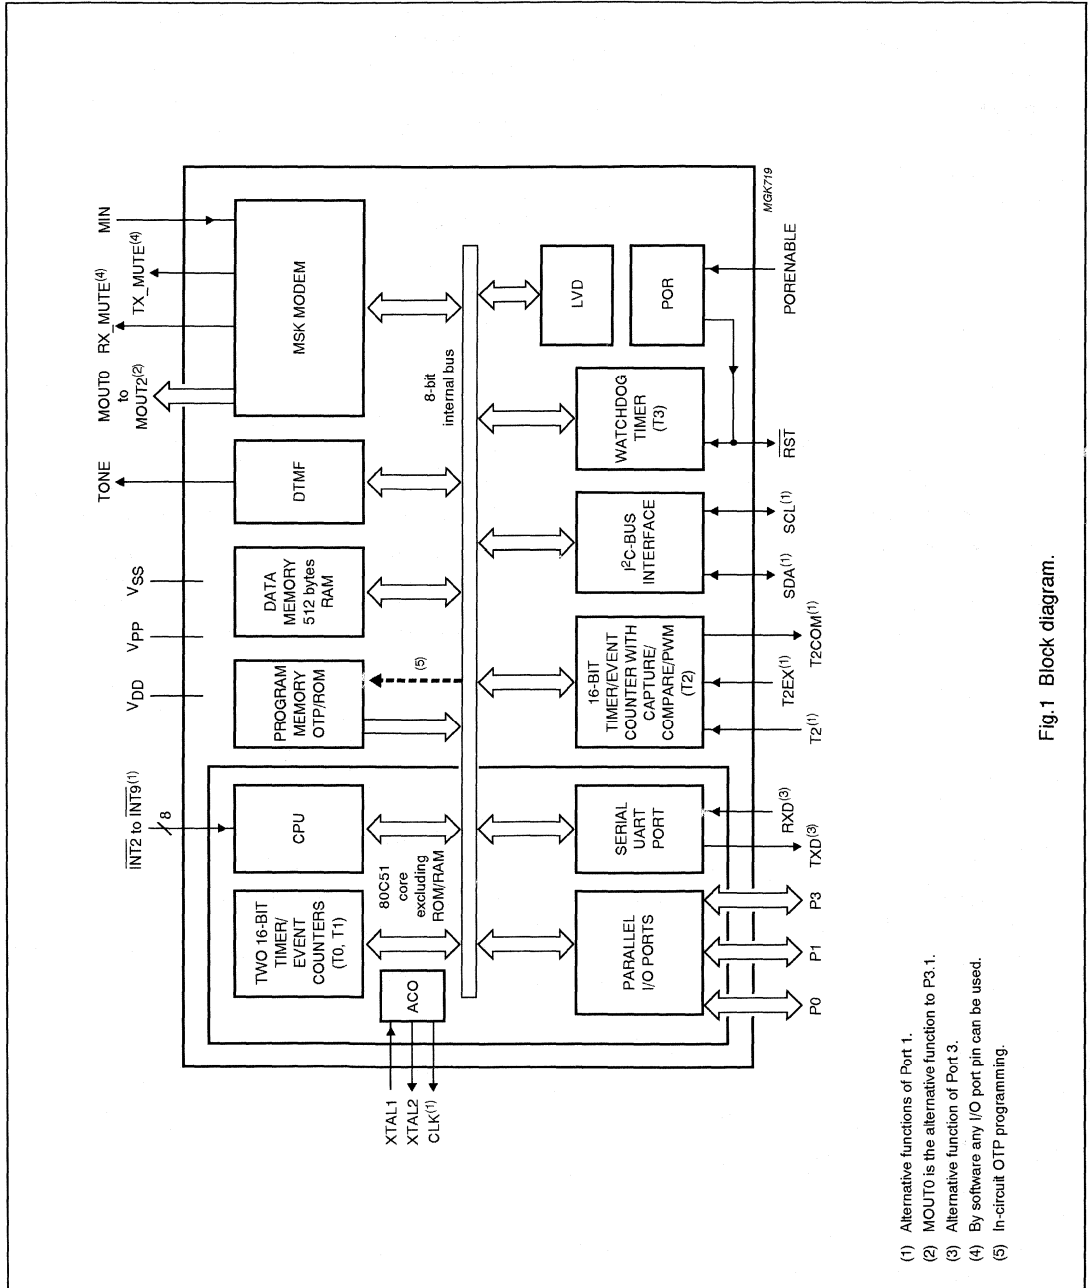 INT2 to INT9(1)
8
VDD
VPP
VSS
TONE
MOUT0
to
MOUT2(2)
RX_MUTE(4)
TX_MUTE(4)
MIN
TWO 16-BIT
TIMER/
EVENT
COUNTERS
(T0, T1)
CPU
PROGRAM
MEMORY
OTP/ROM
DATA
MEMORY
512 bytes
RAM
DTMF
MSK MODEM
XTAL1
XTAL2
CLK(1)
ACO
80C51
core
excluding
ROM/RAM
(5)
8-bit
internal bus
PARALLEL
I/O PORTS
SERIAL
UART
PORT
16-BIT
TIMER/EVENT
COUNTER WITH
CAPTURE/
COMPARE/PWM
(T2)
I2C-BUS
INTERFACE
WATCHDOG
TIMER
(T3)
LVD
POR
P0
P1
P3
TXD(3)
RXD(3)
T2(1)
T2EX(1)
T2COM(1)
SDA(1)
SCL(1)
RST
PORENABLE
MGK719
(1) Alternative functions of Port 1.
(2) MOUT0 is the alternative function to P3.1.
(3) Alternative function of Port 3.
(4) By software any I/O port pin can be used.
(5) In-circuit OTP programming.
Fig.1 Block diagram.